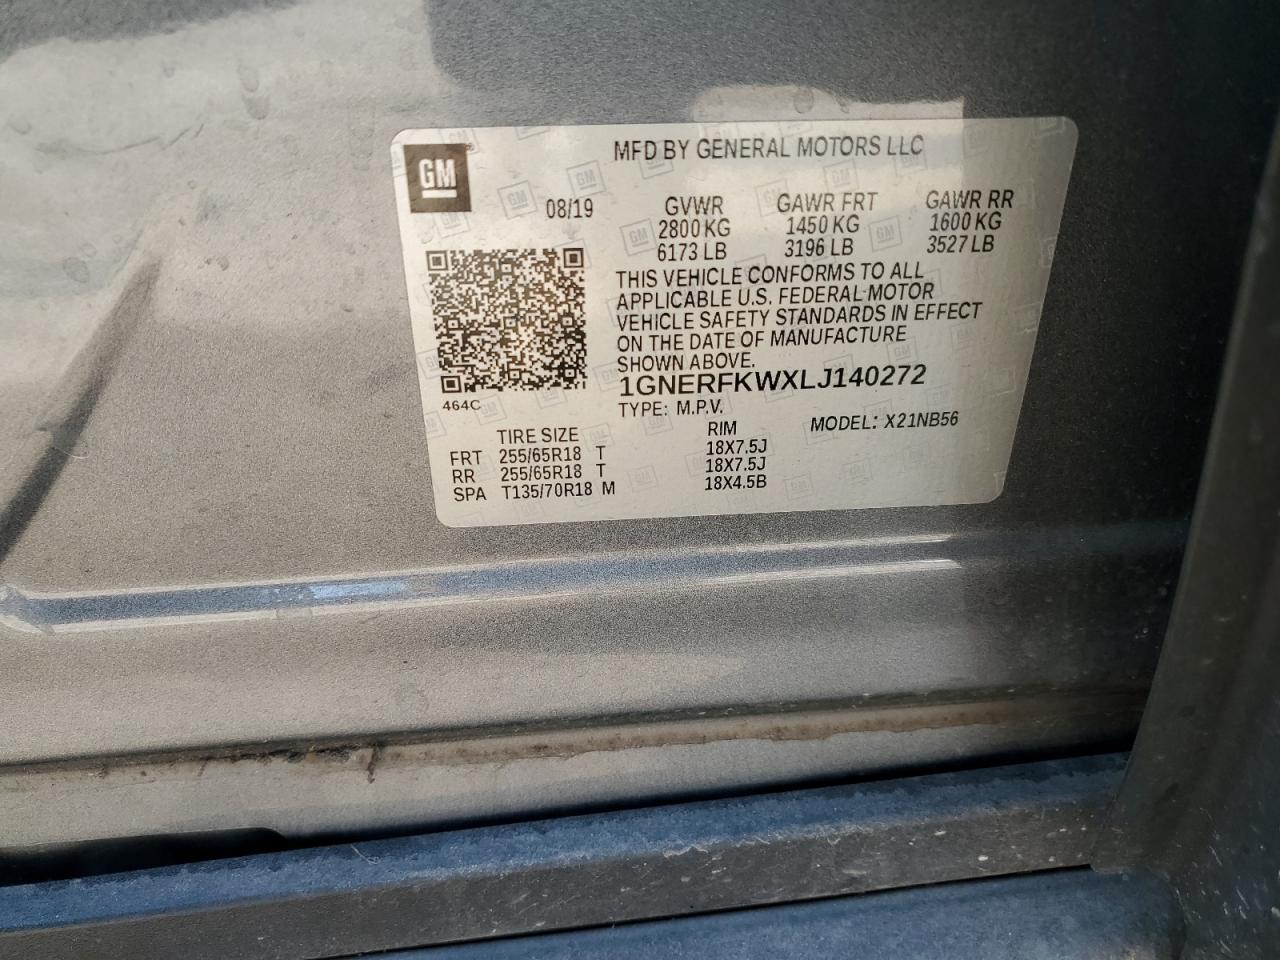 GM®
MFD BY GENERAL MOTORS LLC
08/19
GVWR GAWR FRT GAWR RR
2800 KG 1450 KG 1600 KG
6173 LB 3196 LB 3527 LB
THIS VEHICLE CONFORMS TO ALL
APPLICABLE U.S. FEDERAL MOTOR
VEHICLE SAFETY STANDARDS IN EFFECT
ON THE DATE OF MANUFACTURE
SHOWN ABOVE.
1GNERFKWXLJ140272
464C
TYPE: M.P.V. MODEL: X21NB56
TIRE SIZE RIM
FRT 255/65R18 T 18X7.5J
RR 255/65R18 T 18X7.5J
SPA T135/70R18 M 18X4.5B